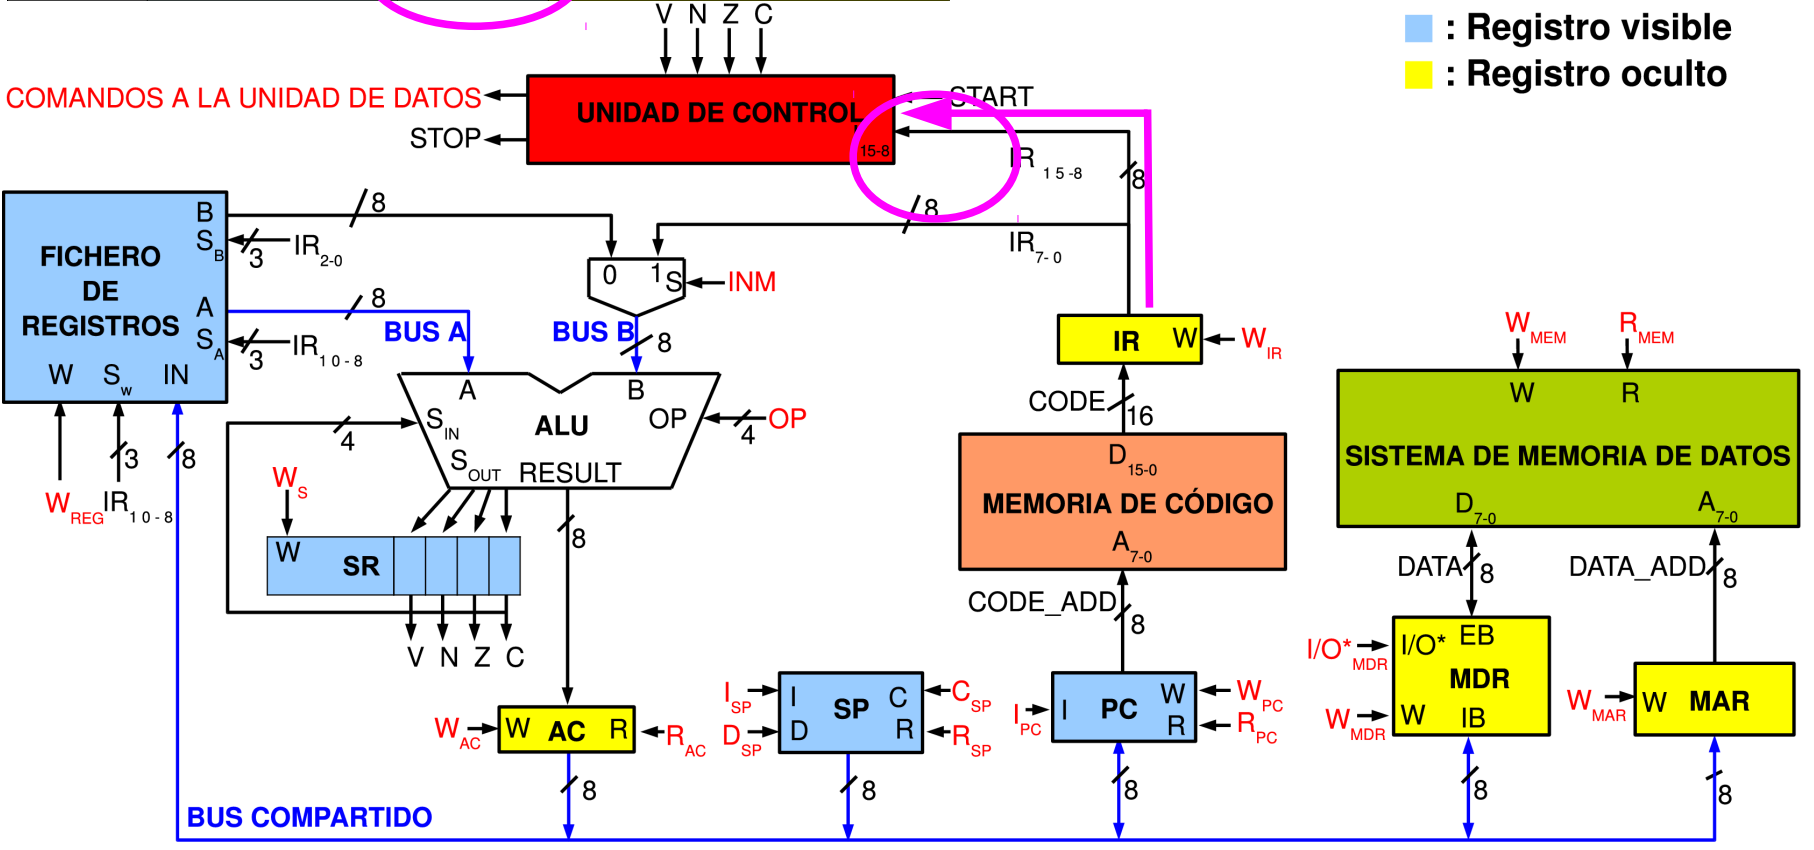 V N Z C
: Registro visible
: Registro oculto
COMANDOS A LA UNIDAD DE DATOS
UNIDAD DE CONTROL
START
STOP
15-8
IR 15-8
8
8
8
B
S B
3
IR 2-0
IR 7-0
FICHERO
DE
REGISTROS
0 1 S
INM
A
8
BUS A
BUS B
8
S A
3
IR 10-8
IR W
W IR
W MEM
R MEM
W S w IN
A B
CODE
16
W R
S IN
ALU
OP
OP
4
4
D 15-0
SISTEMA DE MEMORIA DE DATOS
3
8
S OUT
RESULT
W S
MEMORIA DE CÓDIGO
W REG
IR 10-8
D 7-0
A 7-0
8
W
SR
A 7-0
DATA
8
DATA_ADD
8
CODE_ADD
8
V N Z C
I/O* MDR
I/O*
EB
MDR
I SP
I
SP
C
C SP
I PC
I
PC
W
W PC
W MAR
W
MAR
W AC
W
AC
R
R AC
D SP
D
R
R SP
R
R PC
W MDR
W
IB
8
8
8
8
8
BUS COMPARTIDO